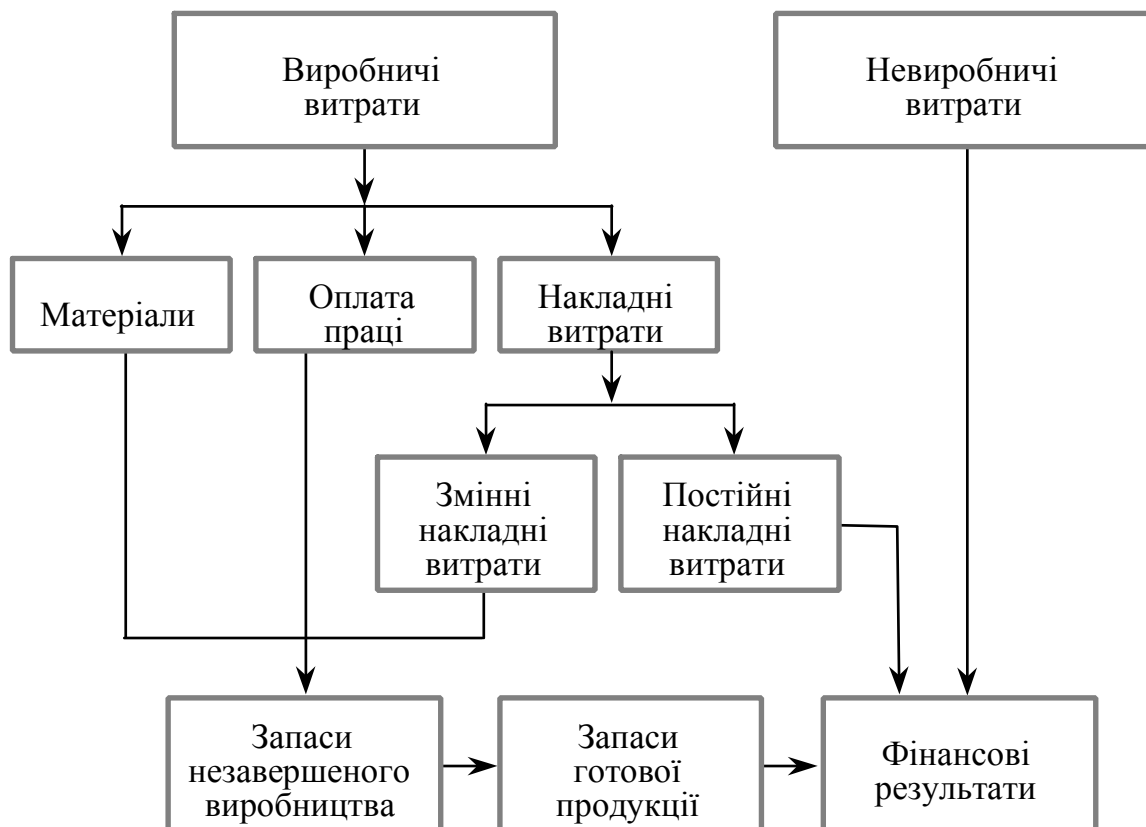 Виробничі
витрати
Невиробничі
витрати
Матеріали
Оплата
праці
Накладні
витрати
Змінні
накладні
витрати
Постійні
накладні
витрати
Запаси
незавершеного
виробництва
Запаси
готової
продукції
Фінансові
результати